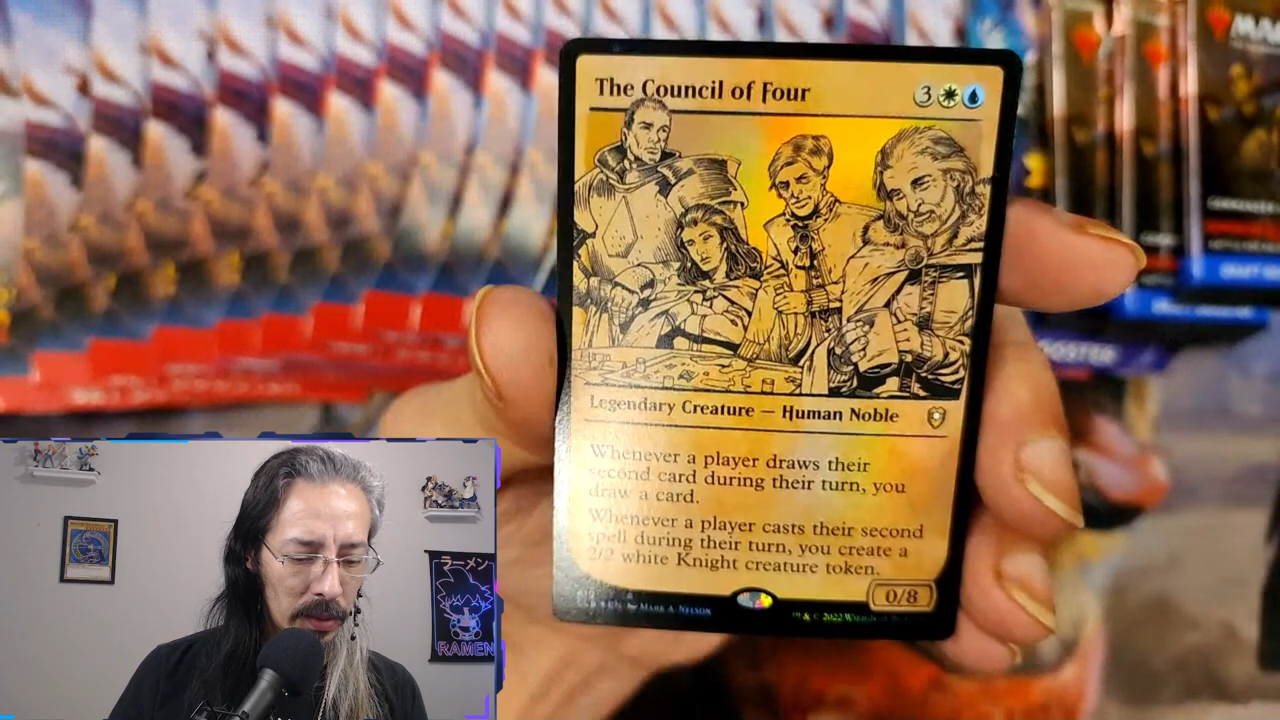 The Council of Four
3
Legendary Creature — Human Noble
Whenever a player draws their
second card during their turn, you
draw a card.
Whenever a player casts their second
spell during their turn, you create a
2/2 white Knight creature token.
0/8
Mark A. Nelson
™ & © 2022
ラーメン
RAMEN